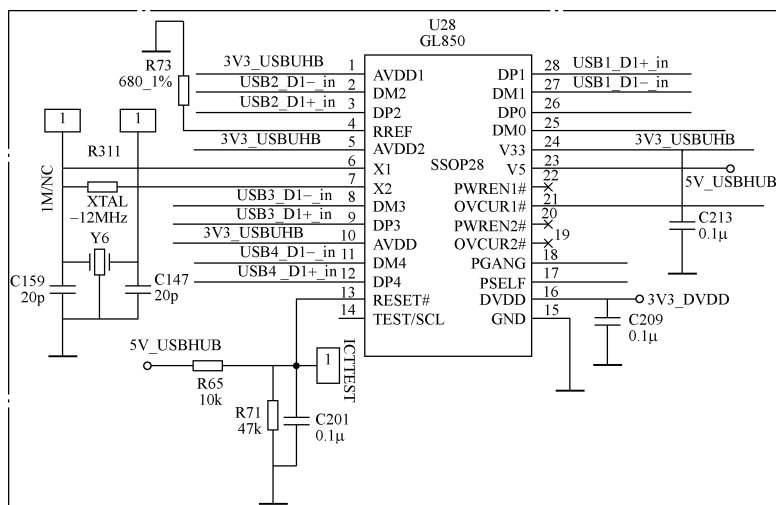 U28
GL850
R73
680_1%
3V3_USBUHB
1
AVDD1
USB2_D1−_in
2
DM2
USB2_D1+_in
3
DP2
4
RREF
3V3_USBUHB
5
AVDD2
6
X1
7
X2
USB3_D1−_in
8
DM3
USB3_D1+_in
9
DP3
3V3_USBUHB
10
AVDD
USB4_D1−_in
11
DM4
USB4_D1+_in
12
DP4
13
RESET#
14
TEST/SCL
SSOP28
DP1
28
USB1_D1+_in
DM1
27
USB1_D1−_in
DP0
26
DM0
25
V33
24
3V3_USBUHB
V5
23
5V_USBHUB
PWREN1#
22
OVCUR1#
21
PWREN2#
20
OVCUR2#
19
PGANG
18
PSELF
17
DVDD
16
3V3_DVDD
GND
15
C213
0.1μ
C209
0.1μ
1
1
R311
1M/NC
XTAL
−12MHz
Y6
C159
20p
C147
20p
5V_USBHUB
R65
10k
1
ICTTEST
R71
47k
C201
0.1μ